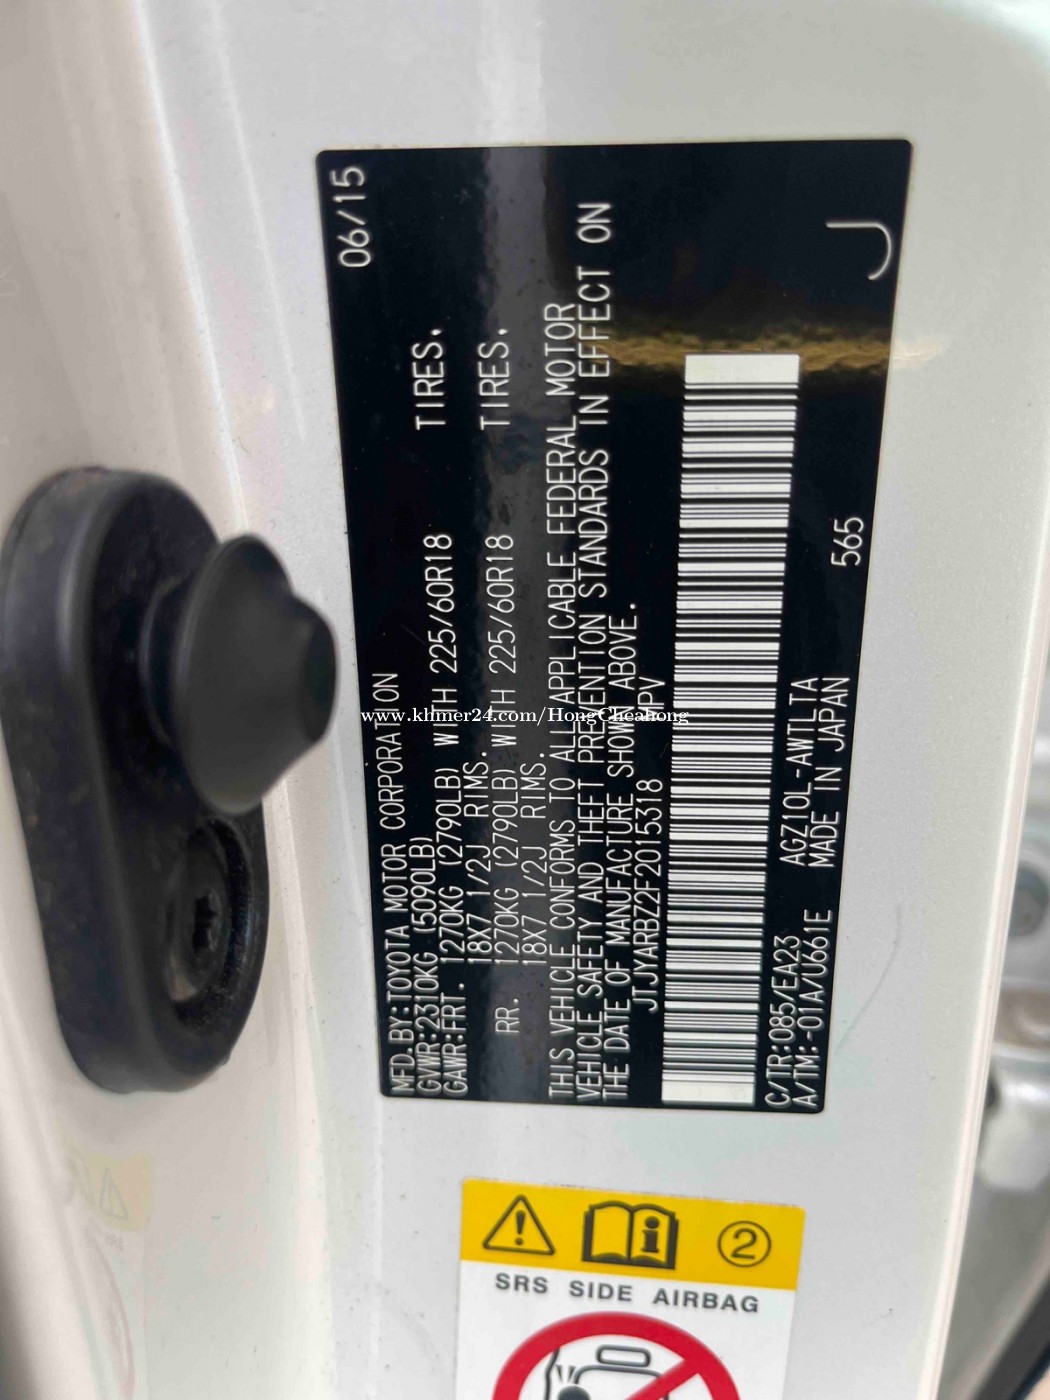 MFD.BY:TOYOTA MOTOR CORPORATION 06/15
GVWR:2310KG (5090LB)
GAWR:FRT. 1270KG (2790LB) WITH 225/60R18 TIRES.
18X7 1/2J RIMS.
RR. 1270KG (2790LB) WITH 225/60R18 TIRES.
18X7 1/2J RIMS.
THIS VEHICLE CONFORMS TO ALL APPLICABLE FEDERAL MOTOR
VEHICLE SAFETY AND THEFT PREVENTION STANDARDS IN EFFECT ON
THE DATE OF MANUFACTURE SHOWN ABOVE.
JTJYARBZ2F2015318 MPV
C/TR:085/EA23 AGZ10L-AWTLTA
A/TM:-01A/U661E MADE IN JAPAN 565
J
www.khmer24.com/HongCheahong
2
SRS SIDE AIRBAG